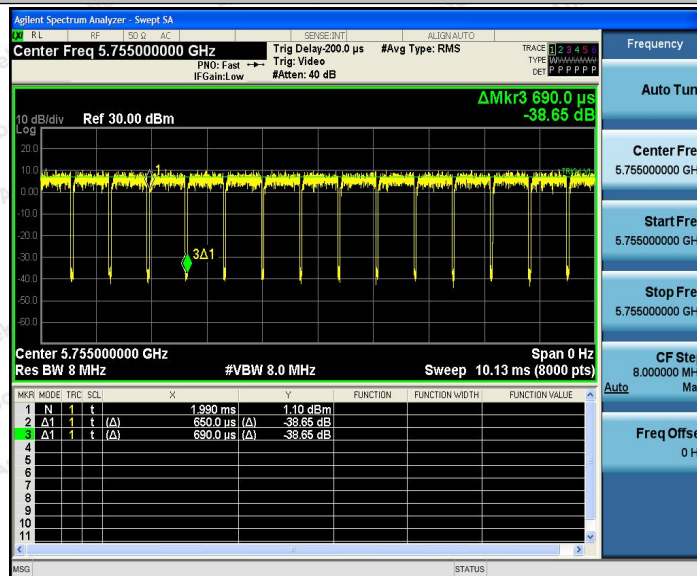 Agilent Spectrum Analyzer - Swept SA
RL RF 50 Ω AC SENSE:INT ALIGNAUTO
Center Freq 5.755000000 GHz
PNO: Fast
IFGain:Low
Trig Delay-200.0 µs
Trig: Video
#Atten: 40 dB
#Avg Type: RMS
TRACE 1 2 3 4 5 6
TYPE W
DET P P P P P P
ΔMkr3 690.0 µs
-38.65 dB
10 dB/div Ref 30.00 dBm
Log
20.0
10.0
0.00
-10.0
-20.0
-30.0
-40.0
-50.0
-60.0
1
3Δ1
Center 5.755000000 GHz Span 0 Hz
Res BW 8 MHz #VBW 8.0 MHz Sweep 10.13 ms (8000 pts)
MKR MODE TRC SCL X Y FUNCTION FUNCTION WIDTH FUNCTION VALUE
1 N 1 t 1.990 ms 1.10 dBm
2 Δ1 1 t (Δ) 650.0 µs (Δ) -38.65 dB
3 Δ1 1 t (Δ) 690.0 µs (Δ) -38.65 dB
4
5
6
7
8
9
10
11
MSG STATUS
Frequency
Auto Tun
Center Fre
5.755000000 GH
Start Fre
5.755000000 GH
Stop Fre
5.755000000 GH
CF Ste
8.000000 MH
Auto Ma
Freq Offse
0 H